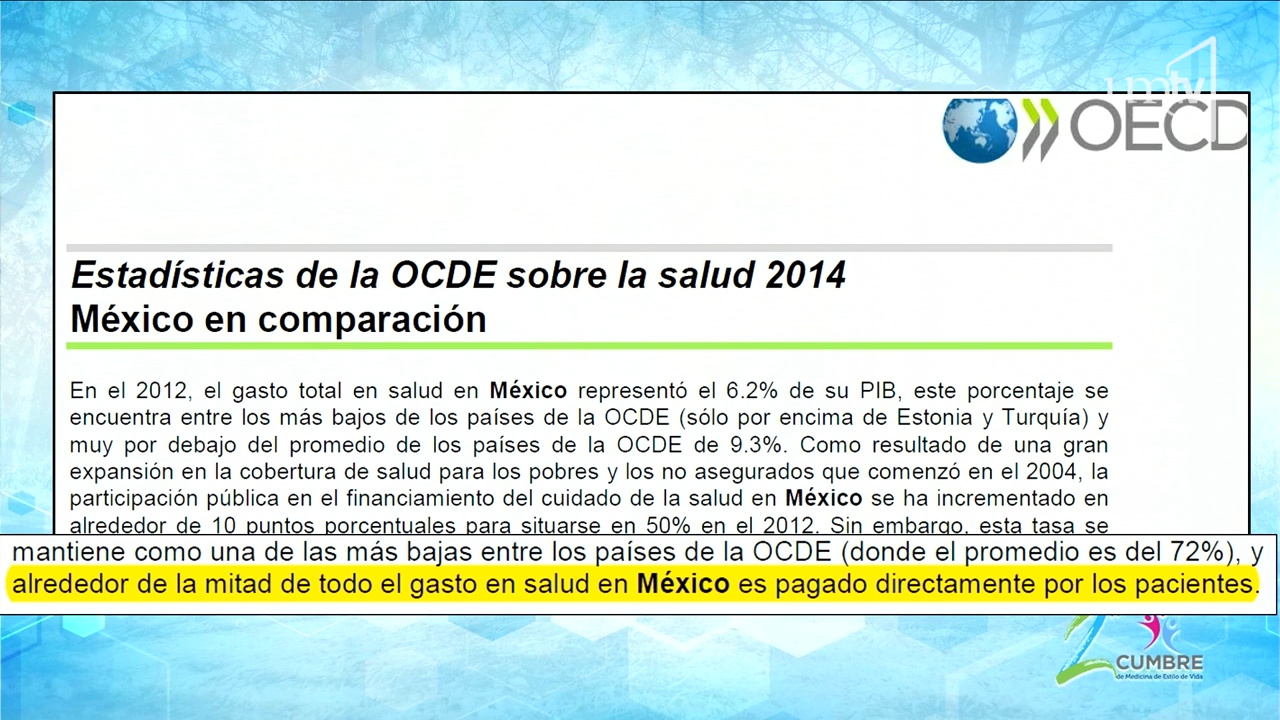 umtv
OECD
Estadísticas de la OCDE sobre la salud 2014
México en comparación
En el 2012, el gasto total en salud en México representó el 6.2% de su PIB, este porcentaje se
encuentra entre los más bajos de los países de la OCDE (sólo por encima de Estonia y Turquía) y
muy por debajo del promedio de los países de la OCDE de 9.3%. Como resultado de una gran
expansión en la cobertura de salud para los pobres y los no asegurados que comenzó en el 2004, la
participación pública en el financiamiento del cuidado de la salud en México se ha incrementado en
alrededor de 10 puntos porcentuales para situarse en 50% en el 2012. Sin embargo, esta tasa se
mantiene como una de las más bajas entre los países de la OCDE (donde el promedio es del 72%), y
alrededor de la mitad de todo el gasto en salud en México es pagado directamente por los pacientes.
2
CUMBRE
de Medicina de Estilo de Vida